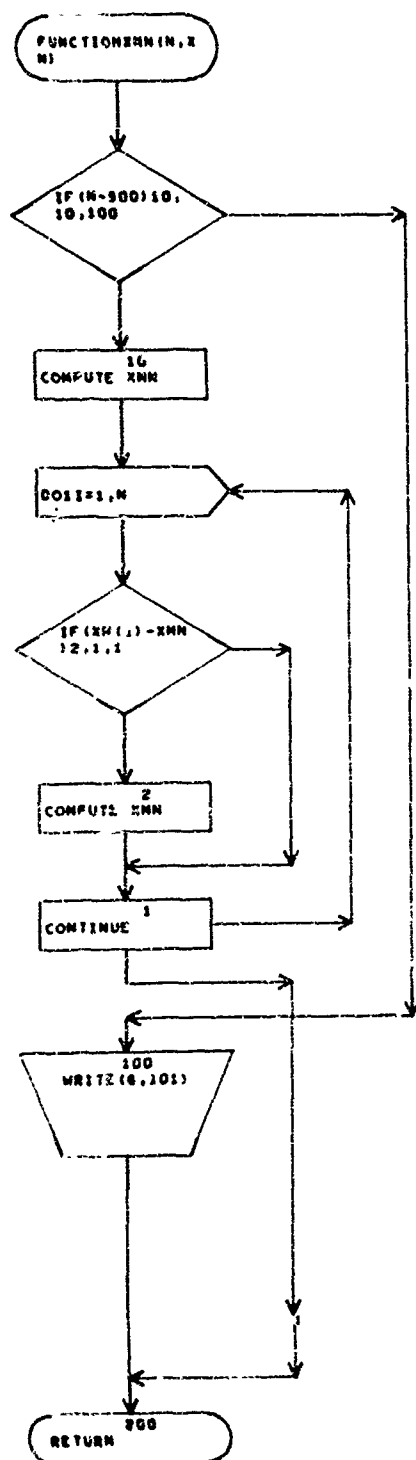 FUNCTIONXMN(N,X
N)
IF(N-900)10,
10,100
10
COMPUTE XMN
DO1I=1,N
IF(XN(I)-XMN
)2,1,1
2
COMPUTE XMN
1
CONTINUE
100
WRITE(6,101)
200
RETURN